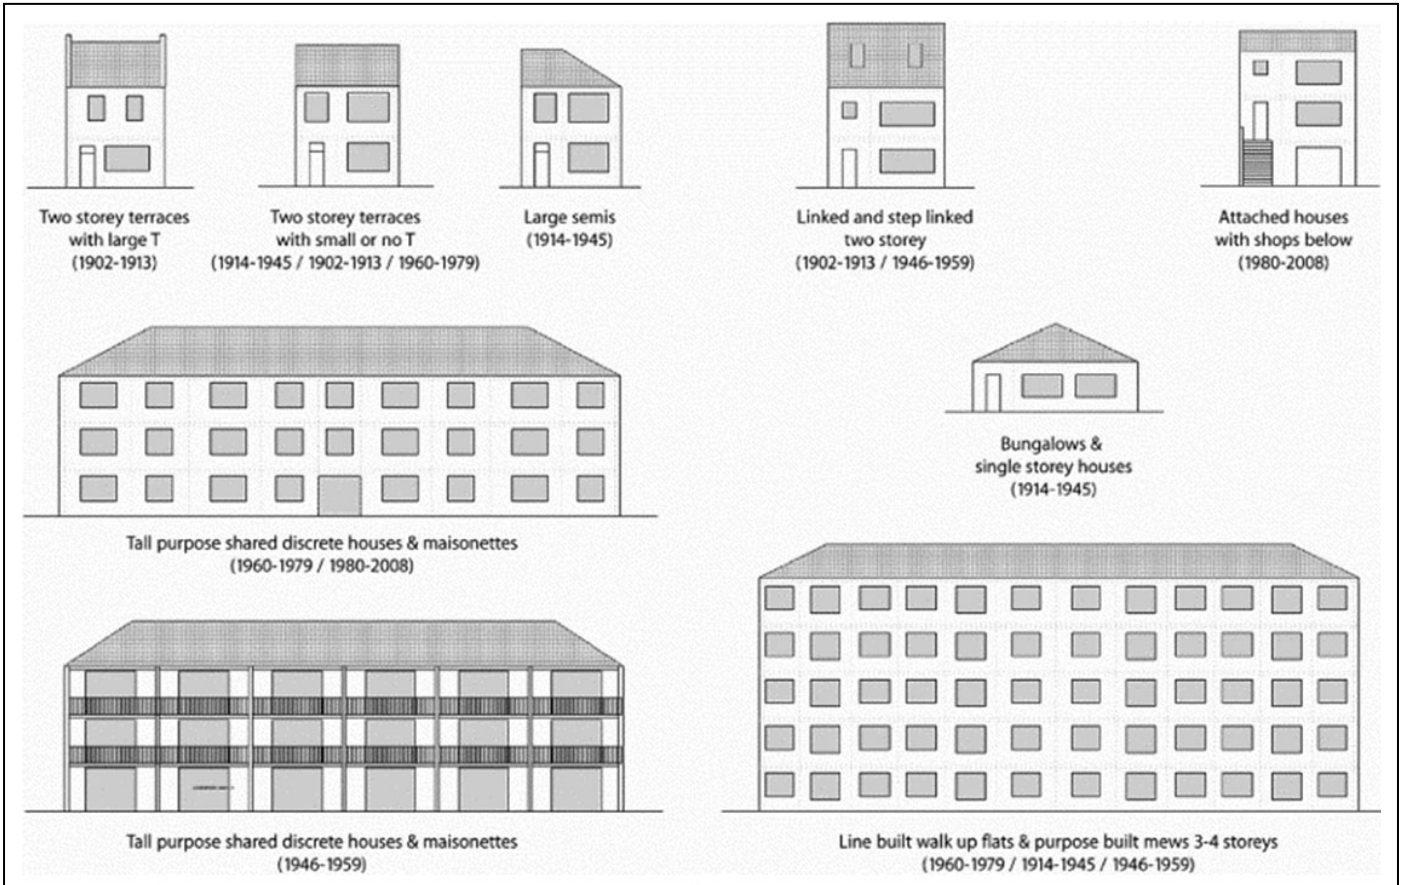 Two storey terraces
with large T
(1902-1913)
Two storey terraces
with small or no T
(1914-1945 / 1902-1913 / 1960-1979)
Large semis
(1914-1945)
Linked and step linked
two storey
(1902-1913 / 1946-1959)
Attached houses
with shops below
(1980-2008)
Bungalows &
single storey houses
(1914-1945)
Tall purpose shared discrete houses & maisonettes
(1960-1979 / 1980-2008)
Tall purpose shared discrete houses & maisonettes
(1946-1959)
Line built walk up flats & purpose built mews 3-4 storeys
(1960-1979 / 1914-1945 / 1946-1959)